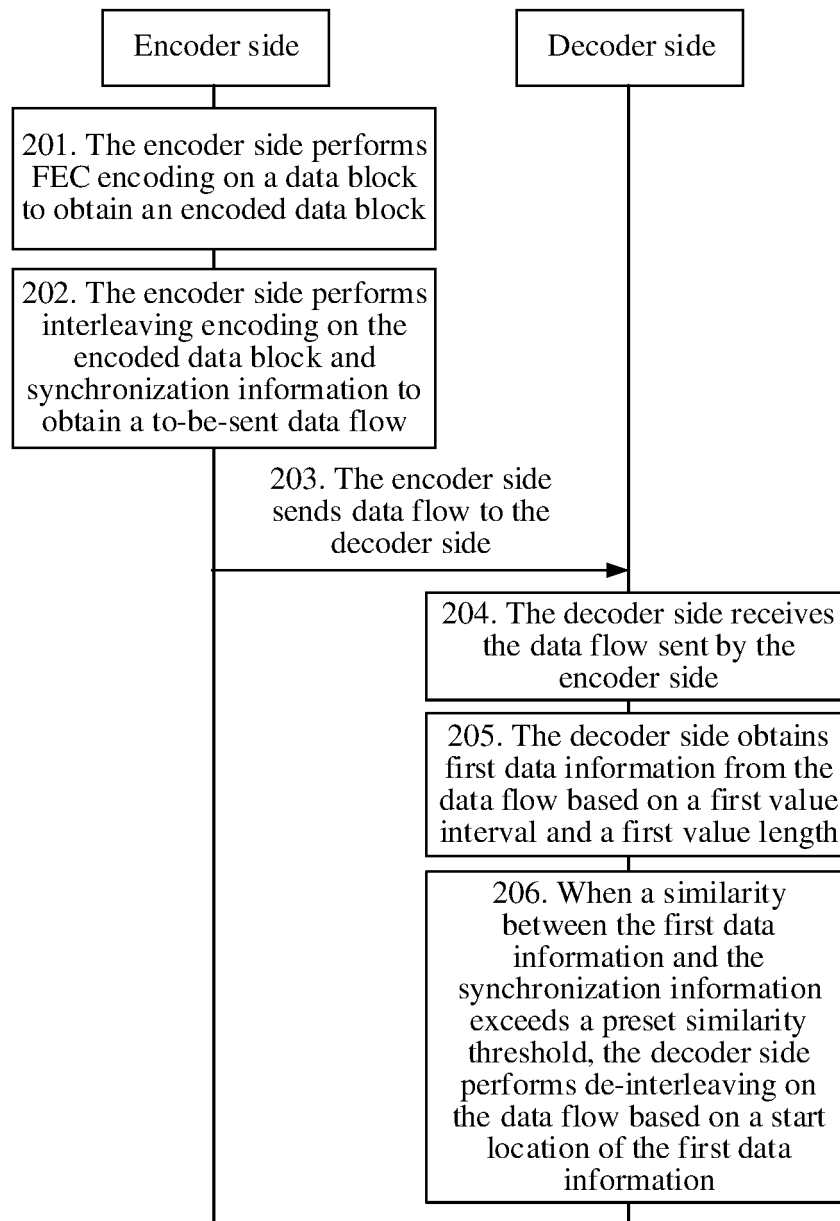 Encoder side
Decoder side
201. The encoder side performs
FEC encoding on a data block
to obtain an encoded data block
202. The encoder side performs
interleaving encoding on the
encoded data block and
synchronization information to
obtain a to-be-sent data flow
203. The encoder side
sends data flow to the
decoder side
204. The decoder side receives
the data flow sent by the
encoder side
205. The decoder side obtains
first data information from the
data flow based on a first value
interval and a first value length
206. When a similarity
between the first data
information and the
synchronization information
exceeds a preset similarity
threshold, the decoder side
performs de-interleaving on
the data flow based on a start
location of the first data
information